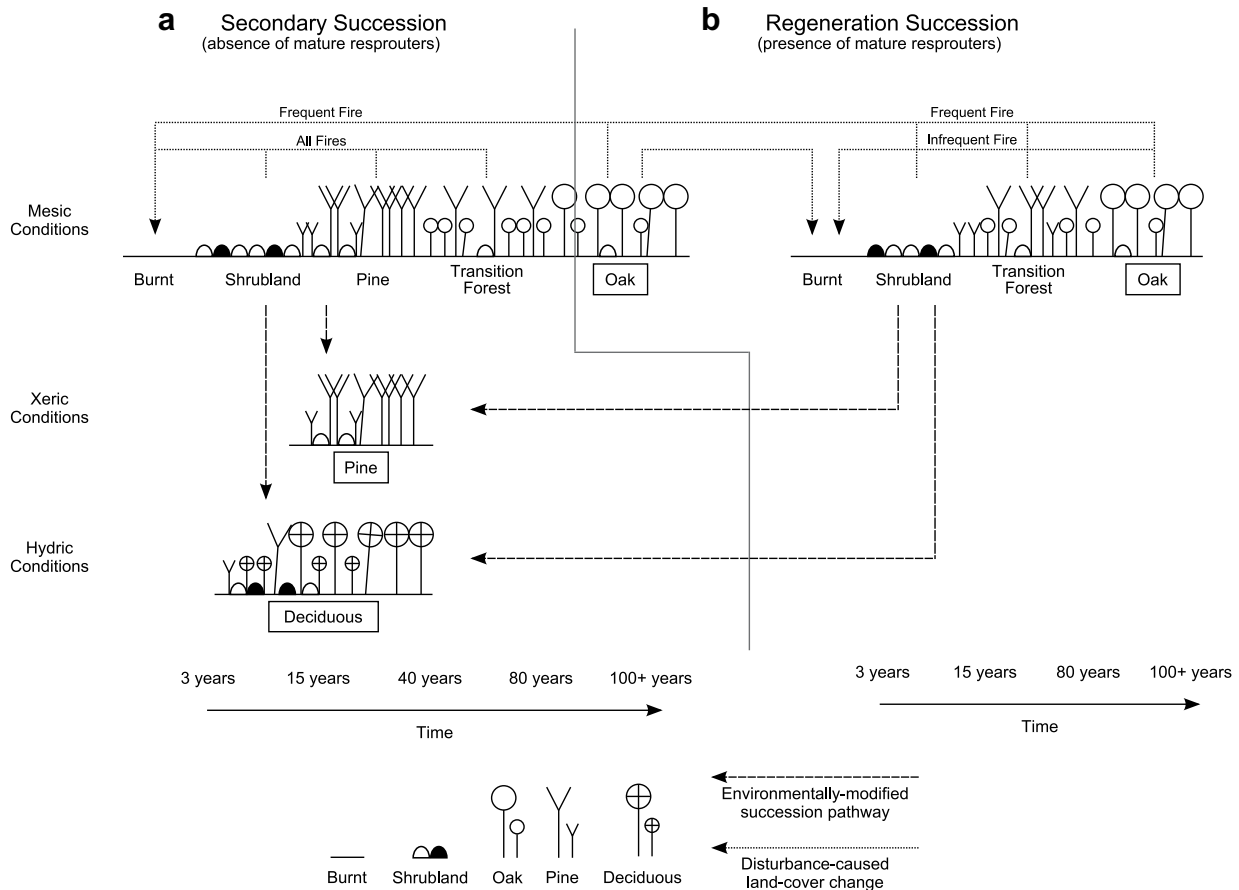 a Secondary Succession
(absence of mature resprouters)
b Regeneration Succession
(presence of mature resprouters)
Frequent Fire
All Fires
Frequent Fire
Infrequent Fire
Mesic
Conditions
Burnt
Shrubland
Pine
Transition
Forest
Oak
Burnt
Shrubland
Transition
Forest
Oak
Xeric
Conditions
Pine
Hydric
Conditions
Deciduous
3 years 15 years 40 years 80 years 100+ years
Time
3 years 15 years 80 years 100+ years
Time
Environmentally-modified
succession pathway
Disturbance-caused
land-cover change
Burnt Shrubland Oak Pine Deciduous